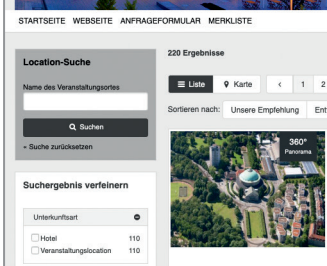 STARTSEITE WEBSEITE ANFRAGEFORMULAR MERKLISTE
220 Ergebnisse
Location-Suche
Name des Veranstaltungsortes
Suchen
« Suche zurücksetzen
Liste Karte < 1 2
Sortieren nach: Unsere Empfehlung Ent
360°
Panorama
Suchergebnis verfeinern
Unterkunftsart
Hotel 110
Veranstaltungslocation 110